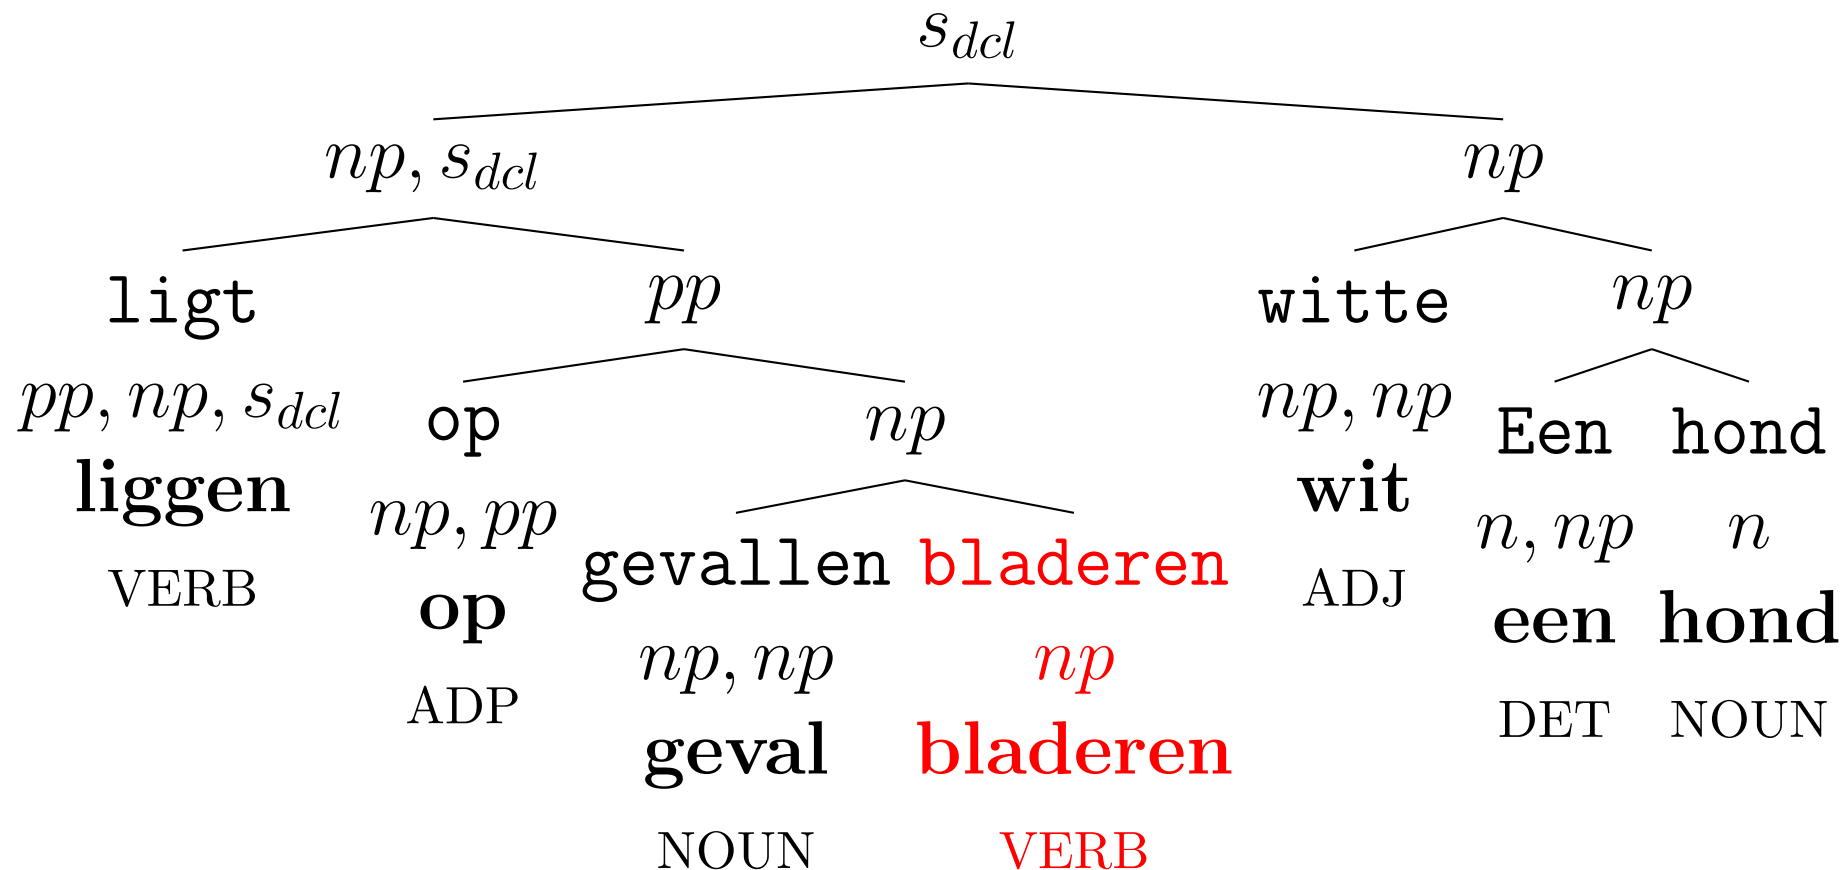 s_dcl
np, s_dcl np
ligt pp witte np
pp, np, s_dcl op np np, np Een hond
liggen np, pp gevallen bladeren wit n, np n
VERB op np, np np ADJ een hond
ADP geval bladeren DET NOUN
NOUN VERB